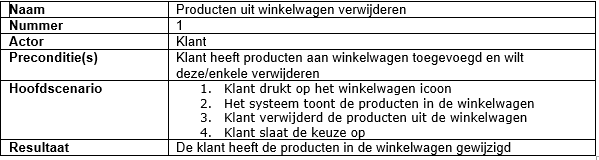 Naam Producten uit winkelwagen verwijderen
Nummer 1
Actor Klant
Preconditie(s) Klant heeft producten aan winkelwagen toegevoegd en wilt
deze/enkele verwijderen
Hoofdscenario 1. Klant drukt op het winkelwagen icoon
2. Het systeem toont de producten in de winkelwagen
3. Klant verwijderd de producten uit de winkelwagen
4. Klant slaat de keuze op
Resultaat De klant heeft de producten in de winkelwagen gewijzigd